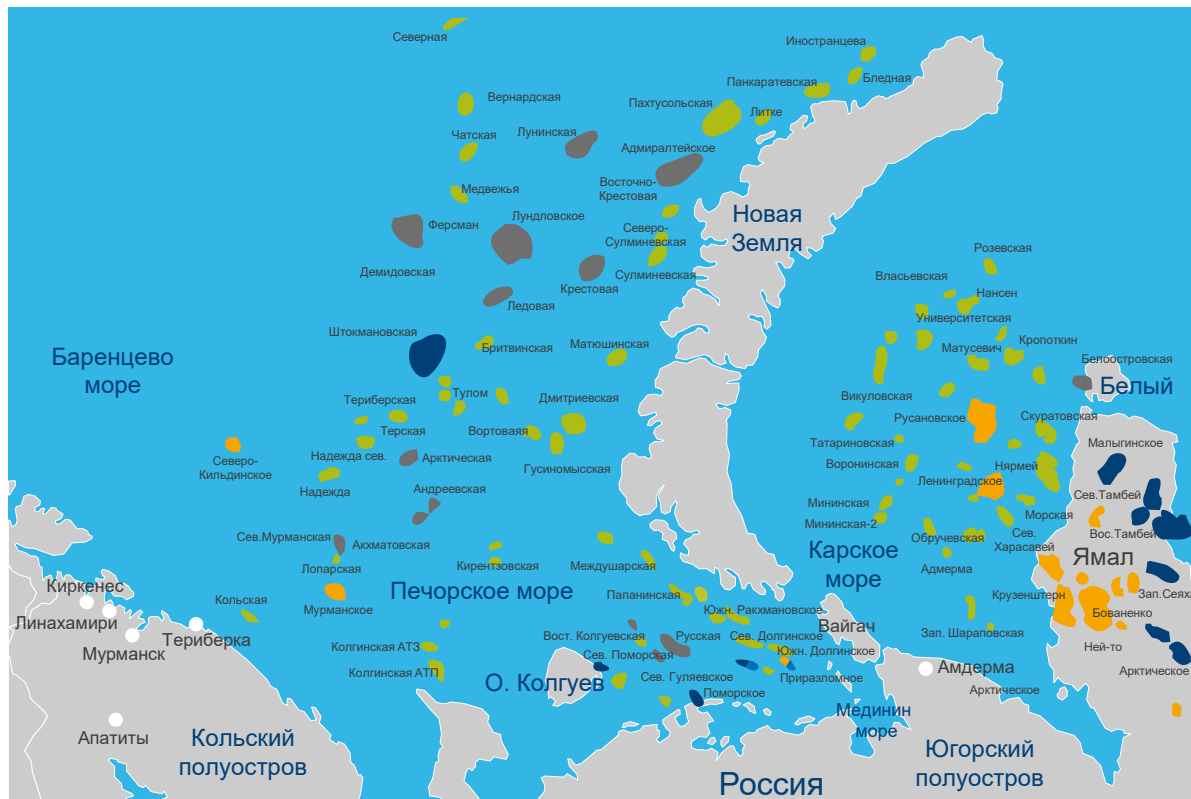 Северная
Иностранцева
Панкаратевская
Бледная
Вернардская
Пахтусольская
Литке
Чатская
Лунинская
Адмиралтейское
Восточно-
Крестовая
Медвежья
Ферсман
Лундловское
Северо-
Сулминевская
Новая
Земля
Розевская
Демидовская
Крестовая
Сулминевская
Власьевская
Нансен
Ледовая
Университетская
Штокмановская
Бритвинская
Матюшинская
Матусевич
Кропоткин
Белоостровская
Баренцево
море
Белый
Териберская
Тулом
Дмитриевская
Викуловская
Русановское
Скуратовская
Терская
Вортоваяя
Татариновская
Малыгинское
Северо-
Кильдинское
Надежда сев.
Арктическая
Гусиномысская
Воронинская
Нярмей
Надежда
Андреевская
Ленинградское
Сев.Тамбей
Мининская
Морская
Мининская-2
Сев.Мурманская
Акхматовская
Обручевская
Сев.
Харасавей
Вос.Тамбей
Карское
море
Ямал
Лопарская
Кирентзовская
Междушарская
Адмерма
Киркенес
Мурманское
Печорское море
Папанинская
Крузенштерн
Зап.Сеяха
Линахамири
Кольская
Южн. Ракхмановское
Бованенко
Мурманск
Териберка
Вост. Колгуевская
Русская
Сев. Долгинское
Вайгач
Зап. Шараповская
Колгинская АТЗ
Сев. Поморская
Южн. Долгинское
Ней-то
Колгинская АТП
О. Колгуев
Сев. Гуляевское
Приразломное
Амдерма
Арктическое
Поморское
Арктическое
Мединин
море
Апатиты
Кольский
полуостров
Югорский
полуостров
Россия